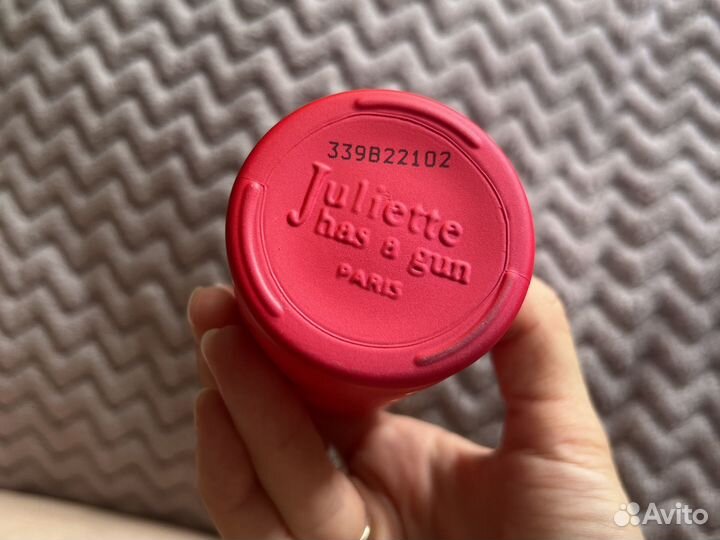 339B22102
Juliette
has a gun
PARIS
Avito